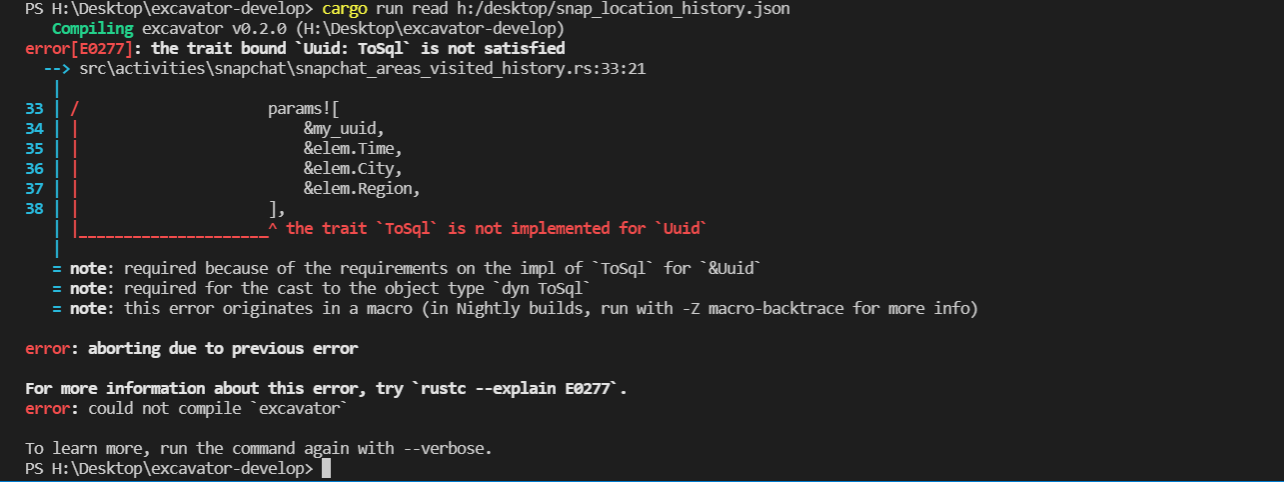 PS H:\Desktop\excavator-develop> cargo run read h:/desktop/snap_location_history.json
   Compiling excavator v0.2.0 (H:\Desktop\excavator-develop)
error[E0277]: the trait bound `Uuid: ToSql` is not satisfied
  --> src\activities\snapchat\snapchat_areas_visited_history.rs:33:21
   |
33 | /                     params![
34 | |                         &my_uuid,
35 | |                         &elem.Time,
36 | |                         &elem.City,
37 | |                         &elem.Region,
38 | |                     ],
   | |_____________________^ the trait `ToSql` is not implemented for `Uuid`
   |
   = note: required because of the requirements on the impl of `ToSql` for `&Uuid`
   = note: required for the cast to the object type `dyn ToSql`
   = note: this error originates in a macro (in Nightly builds, run with -Z macro-backtrace for more info)

error: aborting due to previous error

For more information about this error, try `rustc --explain E0277`.
error: could not compile `excavator`

To learn more, run the command again with --verbose.
PS H:\Desktop\excavator-develop>